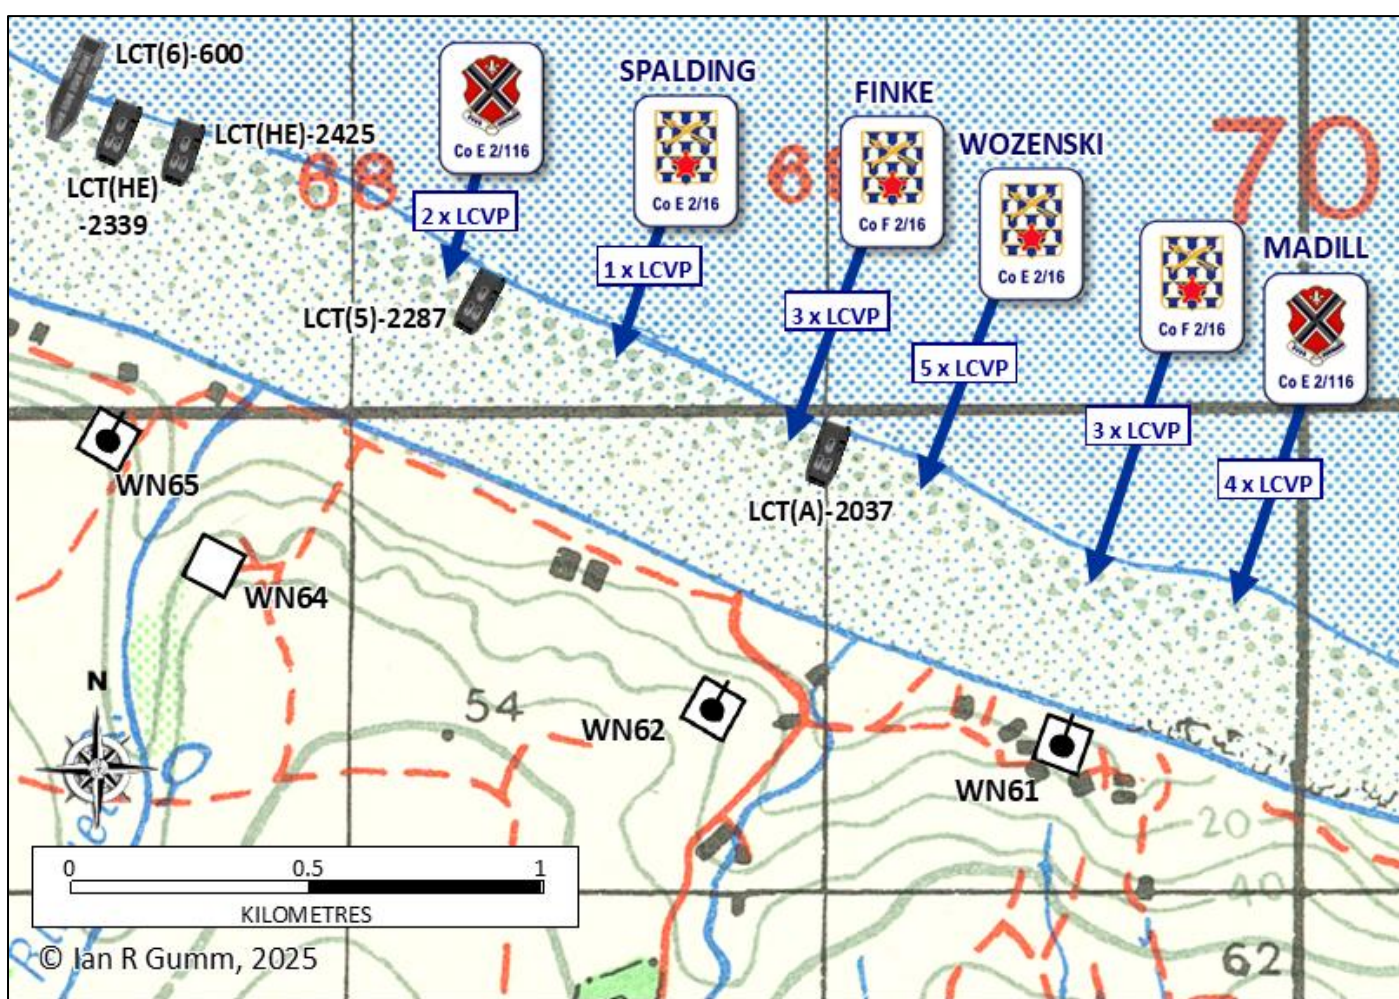 LCT(6)-600
LCT(HE)-2425
LCT(HE)
-2339
68
Co E 2/116
2 x LCVP
SPALDING
Co E 2/16
1 x LCVP
FINKE
Co F 2/16
3 x LCVP
WOZENSKI
Co E 2/16
5 x LCVP
70
Co F 2/16
3 x LCVP
MADILL
Co E 2/116
4 x LCVP
LCT(5)-2287
LCT(A)-2037
WN65
WN64
WN62
WN61
54
20
40
62
N
0 0.5 1
KILOMETRES
© Ian R Gumm, 2025